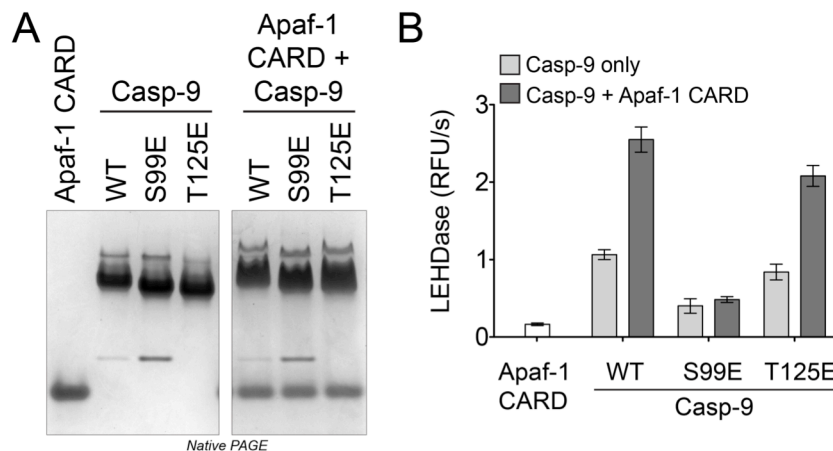 A
Apaf-1 CARD
Casp-9
WT
S99E
T125E
Apaf-1
CARD +
Casp-9
WT
S99E
T125E
Native PAGE
B
Casp-9 only
Casp-9 + Apaf-1 CARD
LEHDase (RFU/s)
3
2
1
0
Apaf-1
CARD
WT
S99E
T125E
Casp-9